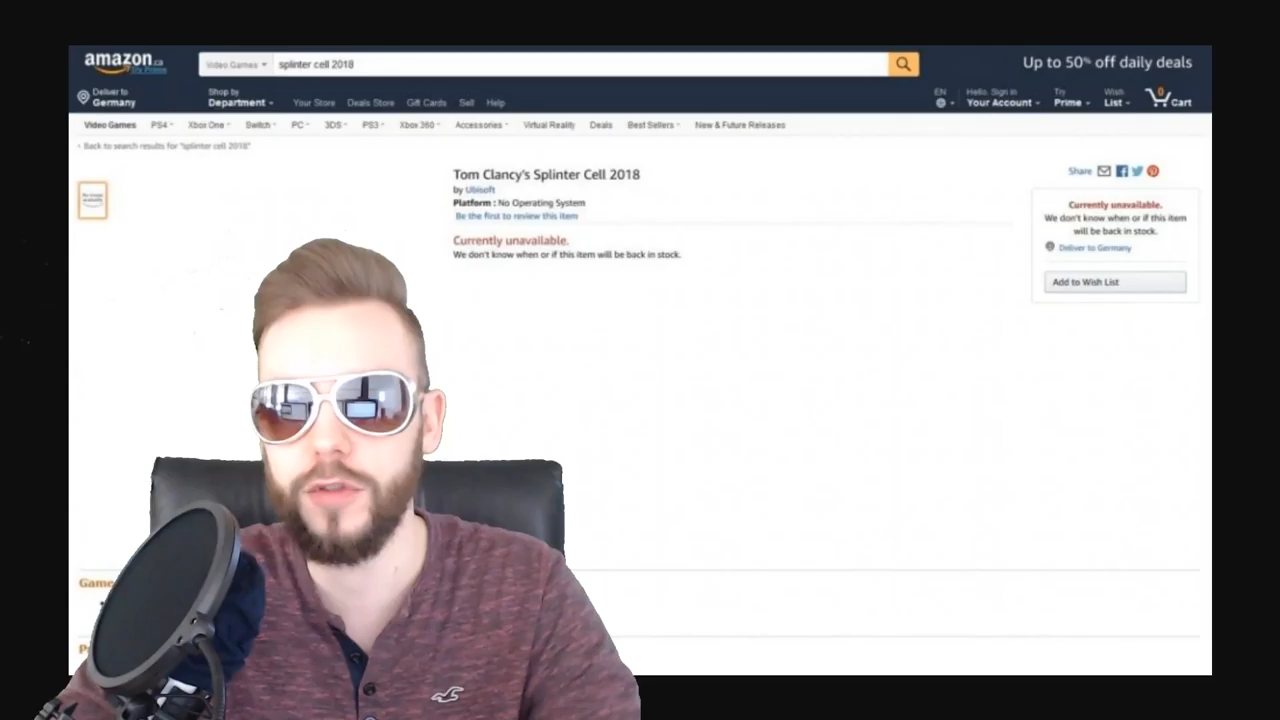 amazon.ca
Try Prime
Video Games
splinter cell 2018
Up to 50% off daily deals
Deliver to
Germany
Shop by
Department
Your Store
Deals Store
Gift Cards
Sell
Help
EN
Hello. Sign in
Your Account
Try
Prime
Wish
List
0
Cart
Video Games
PS4
Xbox One
Switch
PC
3DS
PS3
Xbox 360
Accessories
Virtual Reality
Deals
Best Sellers
New & Future Releases
‹ Back to search results for "splinter cell 2018"
Tom Clancy's Splinter Cell 2018
by Ubisoft
Platform : No Operating System
Be the first to review this item
Currently unavailable.
We don't know when or if this item will be back in stock.
Share
Currently unavailable.
We don't know when or if this item
will be back in stock.
Deliver to Germany
Add to Wish List
Game